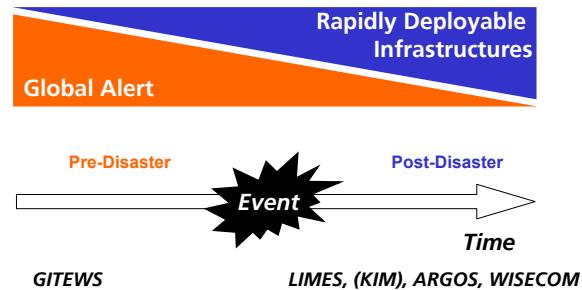 Rapidly Deployable
Infrastructures
Global Alert
Pre-Disaster
Post-Disaster
Event
Time
GITEWS
LIMES, (KIM), ARGOS, WISECOM